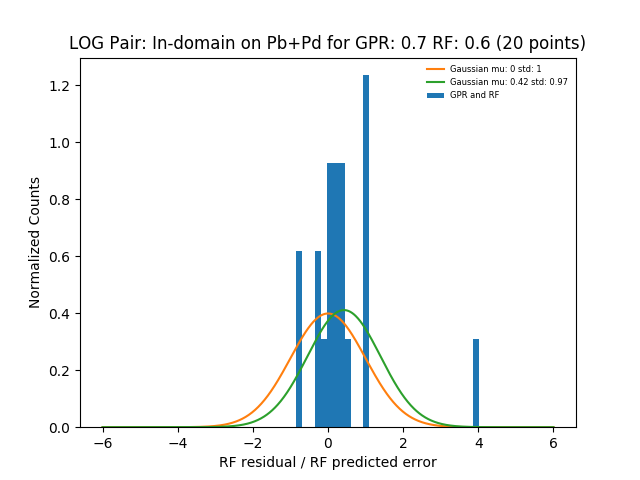 LOG Pair: In-domain on Pb+Pd for GPR: 0.7 RF: 0.6 (20 points)
Gaussian mu: 0 std: 1
Gaussian mu: 0.42 std: 0.97
GPR and RF
Normalized Counts
1.2
1.0
0.8
0.6
0.4
0.2
0.0
−6 −4 −2 0 2 4 6
RF residual / RF predicted error